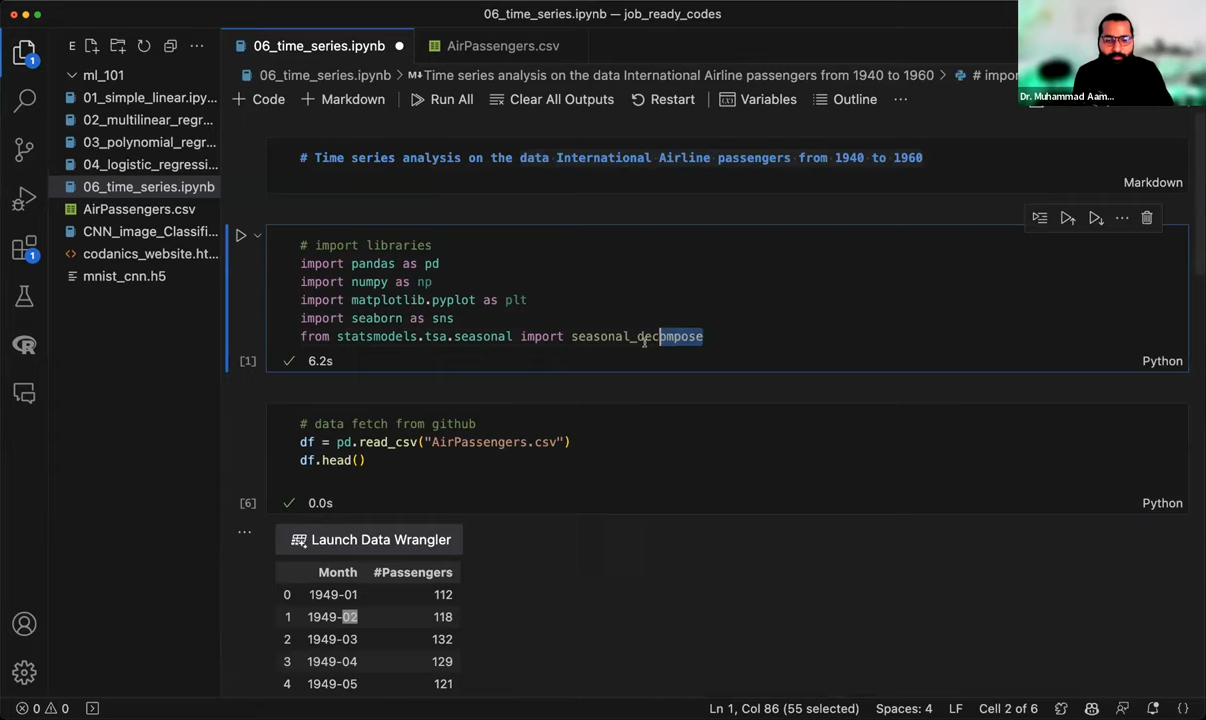 06_time_series.ipynb — job_ready_codes
E
06_time_series.ipynb
AirPassengers.csv
1
ml_101
01_simple_linear.ipy...
02_multilinear_regr...
03_polynomial_regr...
04_logistic_regressi...
06_time_series.ipynb
AirPassengers.csv
CNN_image_Classifi...
codanics_website.ht...
mnist_cnn.h5
1
06_time_series.ipynb > M↓ Time series analysis on the data International Airline passengers from 1940 to 1960 > # import
+ Code + Markdown Run All Clear All Outputs Restart Variables Outline ...
Dr. Muhammad Aam...
# Time series analysis on the data International Airline passengers from 1940 to 1960
Markdown
# import libraries
import pandas as pd
import numpy as np
import matplotlib.pyplot as plt
import seaborn as sns
from statsmodels.tsa.seasonal import seasonal_decompose
[1] ✓ 6.2s Python
# data fetch from github
df = pd.read_csv("AirPassengers.csv")
df.head()
[6] ✓ 0.0s Python
... Launch Data Wrangler
Month #Passengers
0 1949-01 112
1 1949-02 118
2 1949-03 132
3 1949-04 129
4 1949-05 121
0 0 Ln 1, Col 86 (55 selected) Spaces: 4 LF Cell 2 of 6